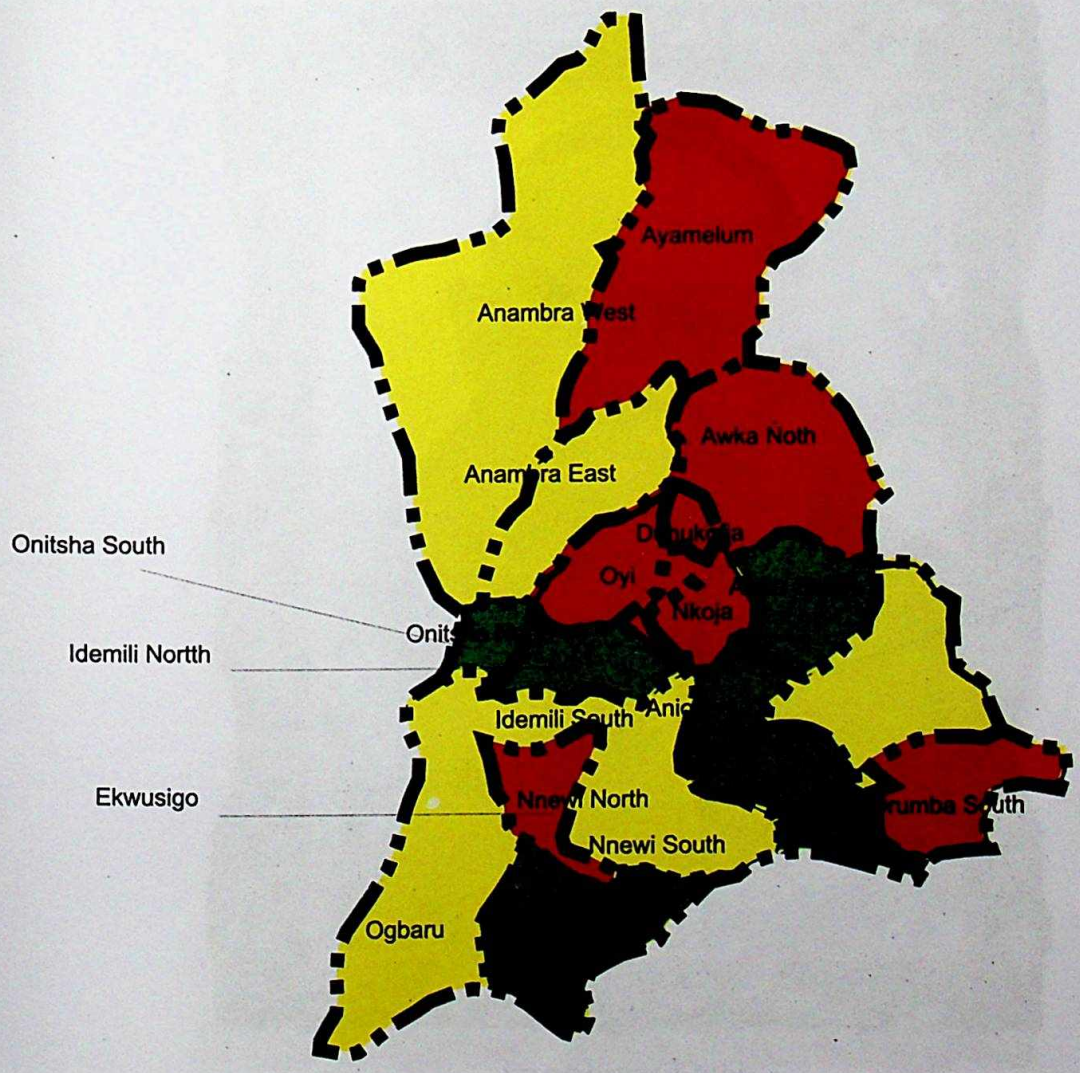 Ayamelum
Anambra West
Awka Noth
Anambra East
Onitsha South
Oyi
Nkoja
Idemili Nortth
Idemili South
Ekwusigo
Nnewi North
Nnewi South
South
Ogbaru